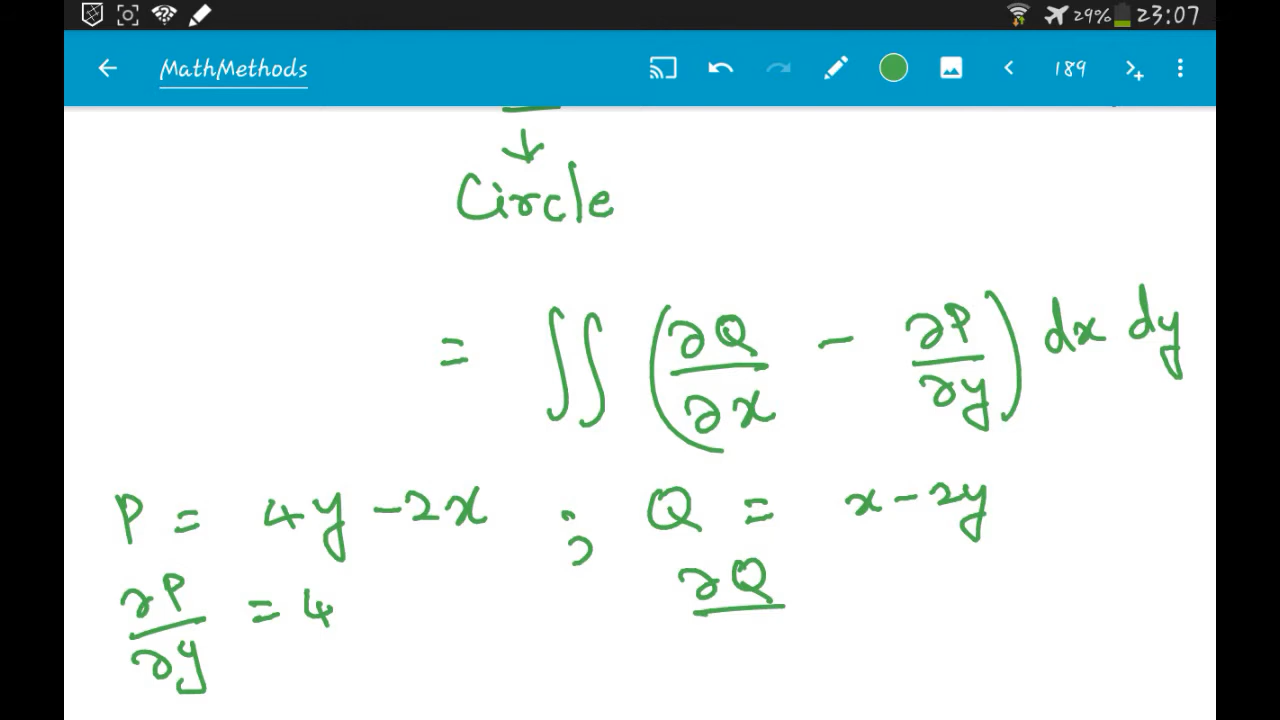 29% 23:07
MathMethods 189
Circle
= ∬ (∂Q/∂x - ∂P/∂y) dx dy
P = 4y - 2x ; Q = x - 2y
∂P/∂y = 4 ∂Q